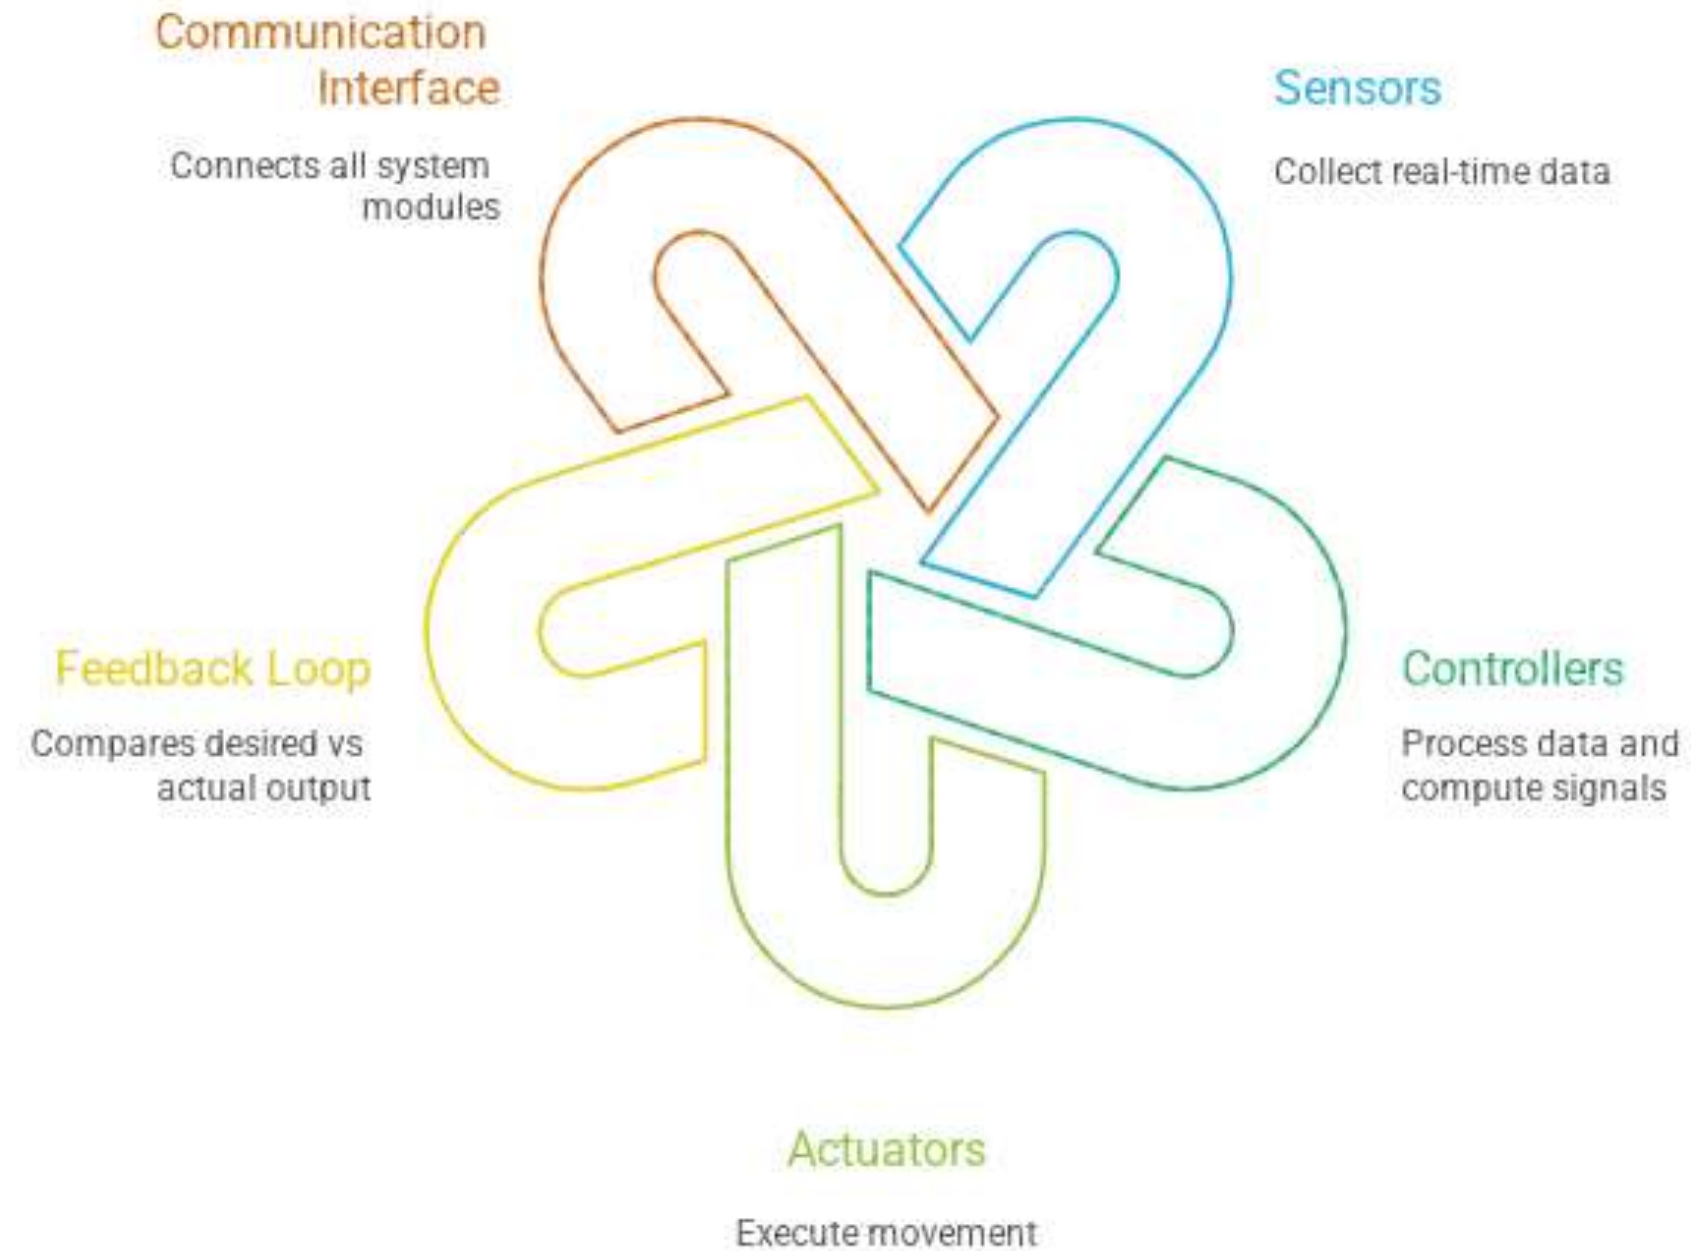 Communication
Interface
Connects all system
modules
Sensors
Collect real-time data
Feedback Loop
Compares desired vs
actual output
Controllers
Process data and
compute signals
Actuators
Execute movement